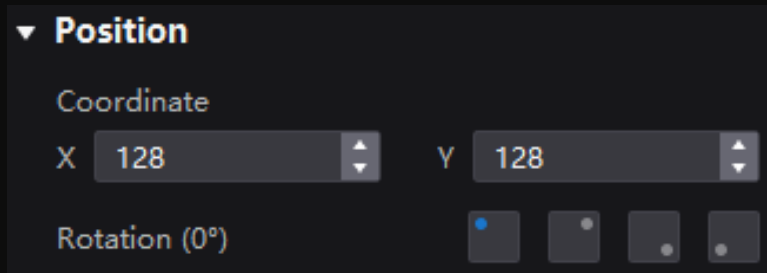 Position
Coordinate
X 128 Y 128
Rotation (0°)